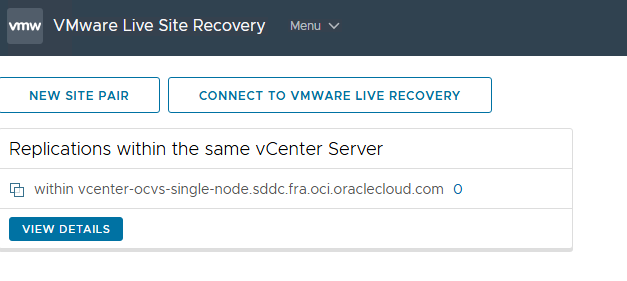 vmw VMware Live Site Recovery Menu
NEW SITE PAIR CONNECT TO VMWARE LIVE RECOVERY
Replications within the same vCenter Server
within vcenter-ocvs-single-node.sddc.fra.oci.oraclecloud.com 0
VIEW DETAILS